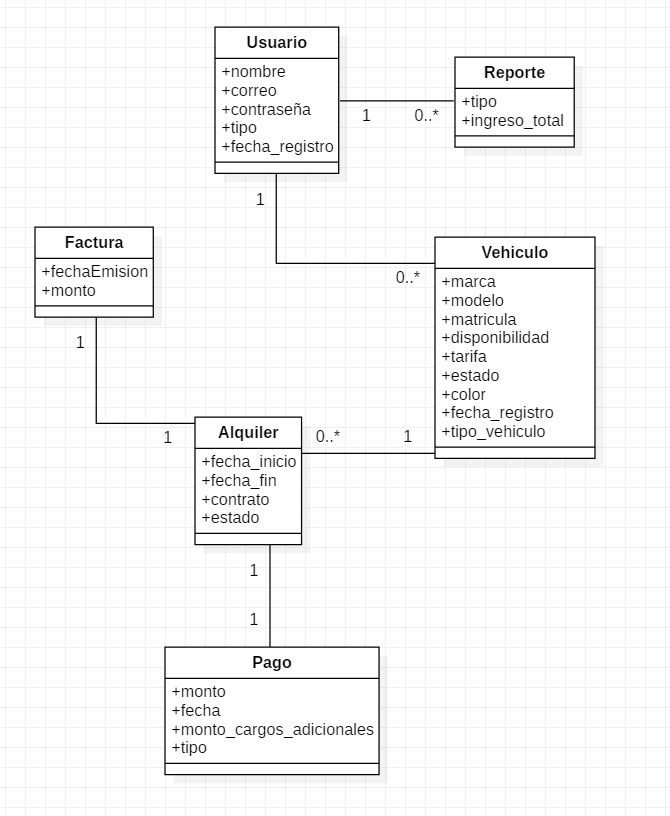 Usuario
+nombre
+correo
+contraseña
+tipo
+fecha_registro
1
0..*
Reporte
+tipo
+ingreso_total
1
0..*
Factura
+fechaEmision
+monto
1
1
Vehiculo
+marca
+modelo
+matricula
+disponibilidad
+tarifa
+estado
+color
+fecha_registro
+tipo_vehiculo
Alquiler
+fecha_inicio
+fecha_fin
+contrato
+estado
0..*
1
1
1
Pago
+monto
+fecha
+monto_cargos_adicionales
+tipo